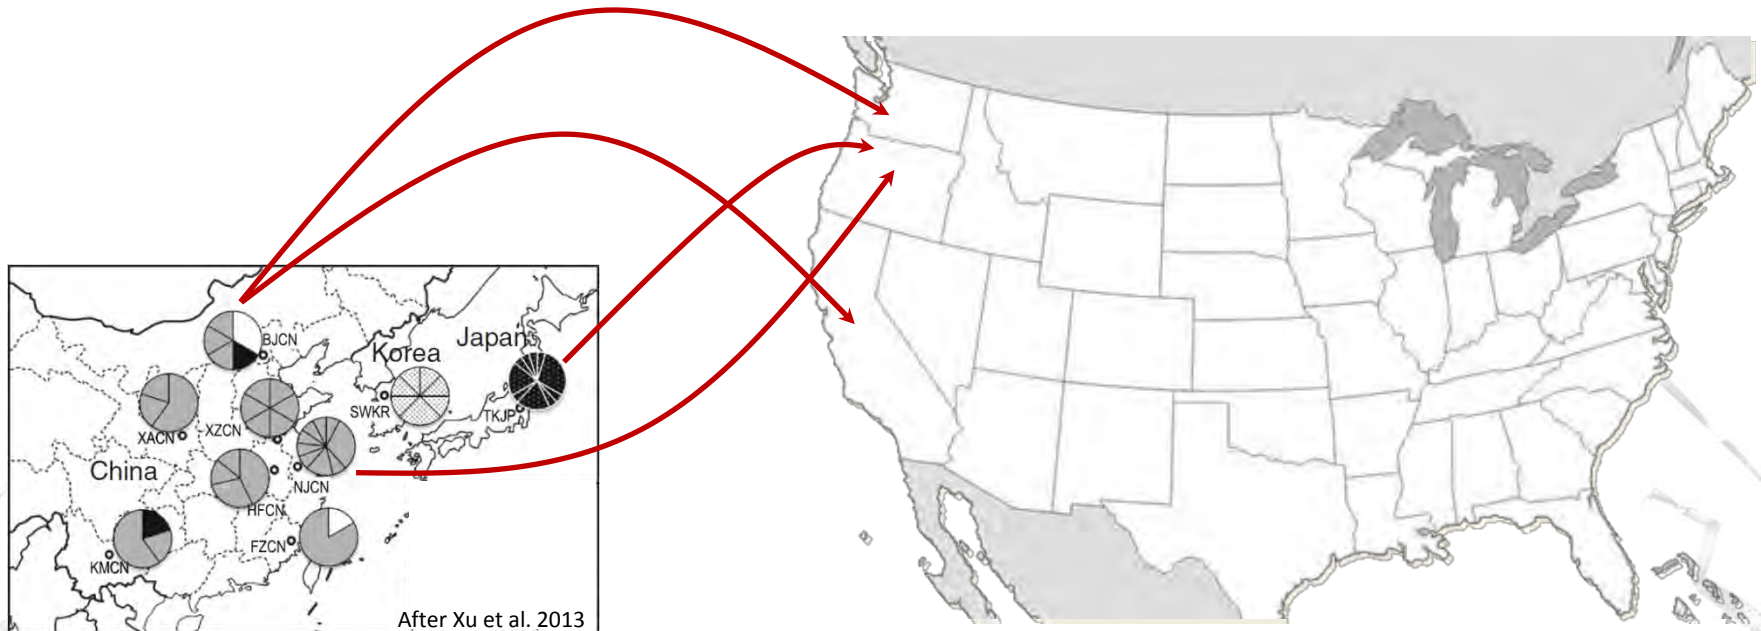 BJCN
Japan
Korea
SWKR
TKJP
XACN
XZCN
China
NJCN
HFCN
FZCN
KMCN
After Xu et al. 2013